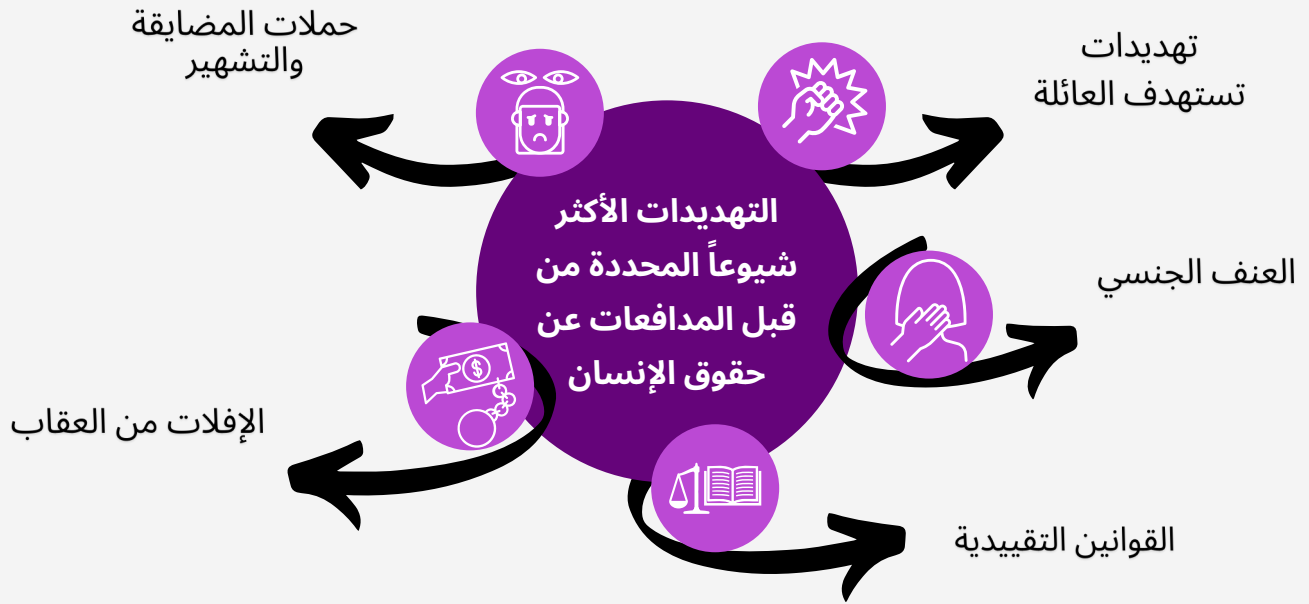 حملات المضايقة
والتشهير
تهديدات
تستهدف العائلة
التهديدات الأكثر
شيوعاً المحددة من
قبل المدافعات عن
حقوق الإنسان
العنف الجنسي
الإفلات من العقاب
القوانين التقييدية
$